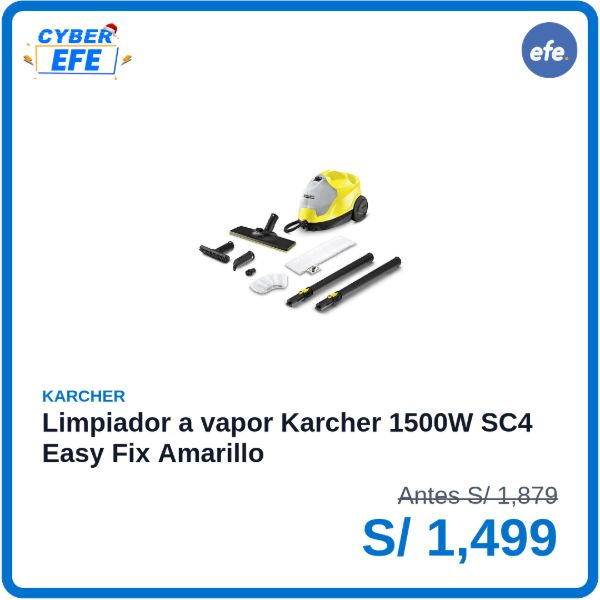 CYBER
EFE
efe.
KARCHER
Limpiador a vapor Karcher 1500W SC4
Easy Fix Amarillo
Antes S/ 1,879
S/ 1,499